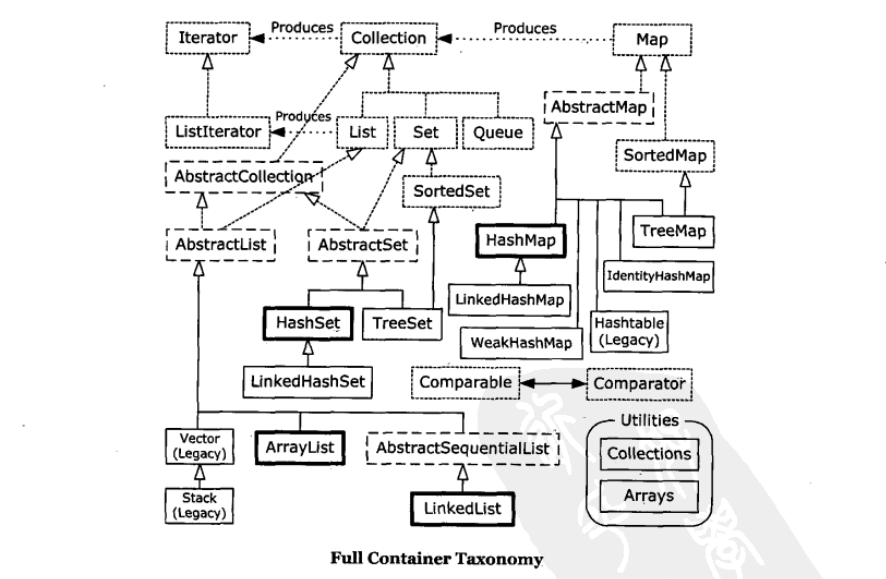 Iterator
Produces
Collection
Produces
Map
AbstractMap
ListIterator
Produces
List
Set
Queue
SortedMap
AbstractCollection
SortedSet
AbstractList
AbstractSet
HashMap
TreeMap
IdentityHashMap
LinkedHashMap
HashSet
TreeSet
Hashtable
(Legacy)
WeakHashMap
LinkedHashSet
Comparable
Comparator
Utilities
Vector
(Legacy)
ArrayList
AbstractSequentialList
Collections
Stack
(Legacy)
LinkedList
Arrays
Full Container Taxonomy